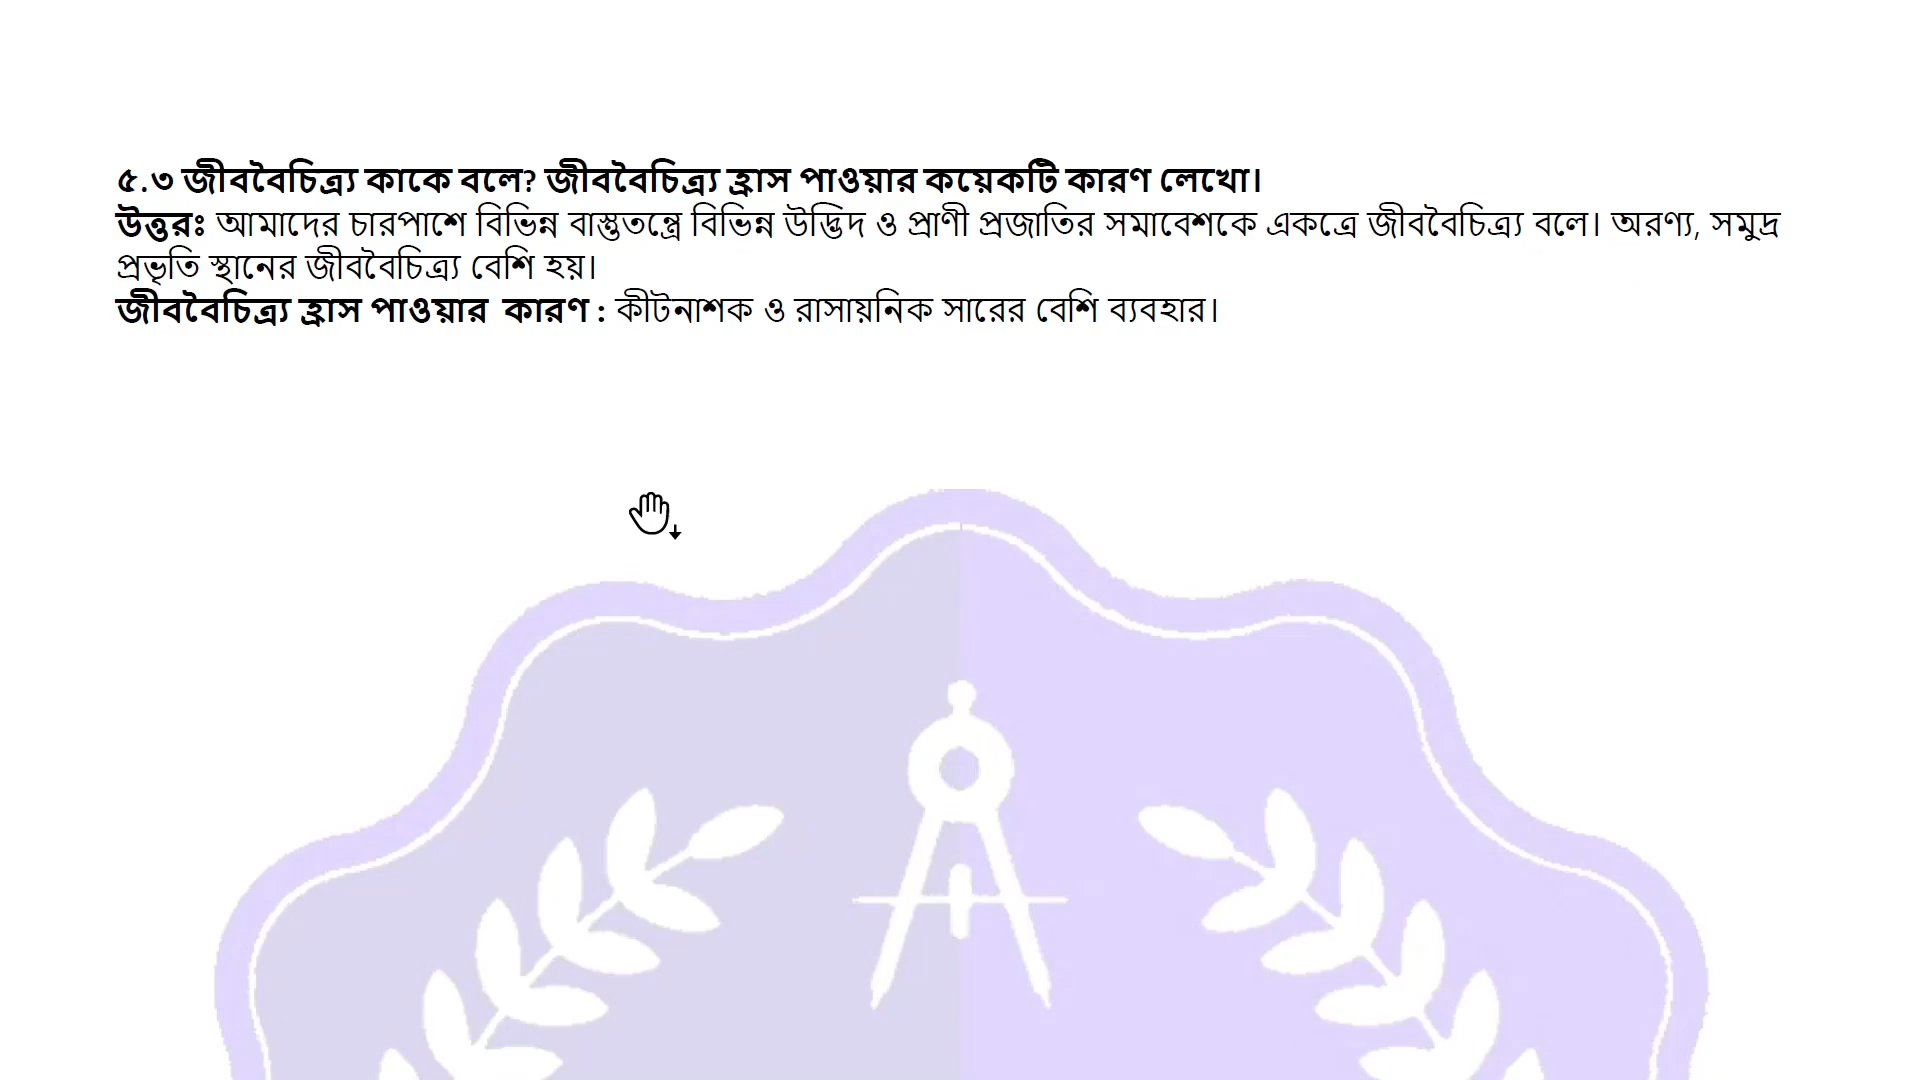 ৫.৩ জীববৈচিত্র্য কাকে বলে? জীববৈচিত্র্য হ্রাস পাওয়ার কয়েকটি কারণ লেখো।
উত্তরঃ আমাদের চারপাশে বিভিন্ন বাস্তুতন্ত্রে বিভিন্ন উদ্ভিদ ও প্রাণী প্রজাতির সমাবেশকে একত্রে জীববৈচিত্র্য বলে। অরণ্য, সমুদ্র
প্রভৃতি স্থানের জীববৈচিত্র্য বেশি হয়।
জীববৈচিত্র্য হ্রাস পাওয়ার কারণ : কীটনাশক ও রাসায়নিক সারের বেশি ব্যবহার।